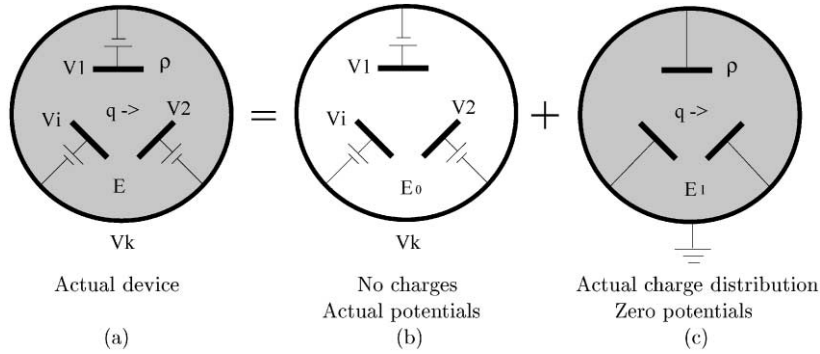 V1 ρ
Vi q -> V2
E
Vk
Actual device
(a)
=
V1
Vi V2
E₀
Vk
No charges
Actual potentials
(b)
+
ρ
q ->
E₁
Actual charge distribution
Zero potentials
(c)